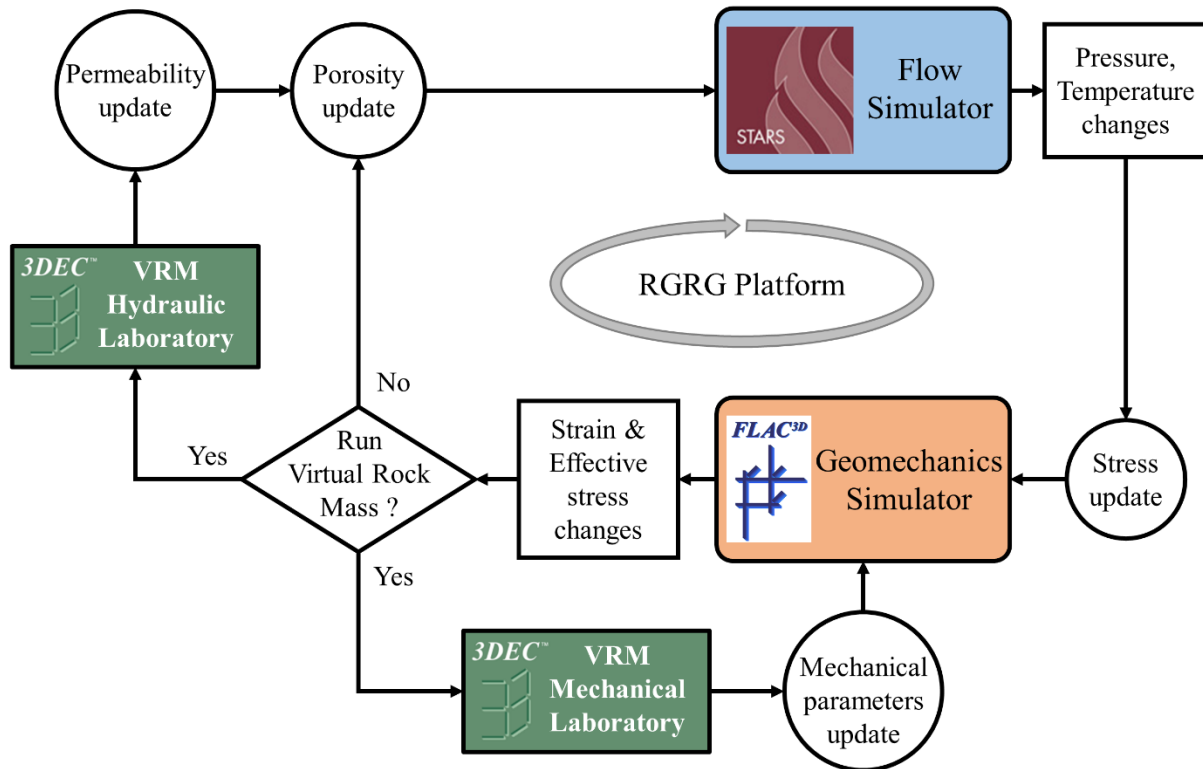 Permeability
update
Porosity
update
STARS
Flow
Simulator
Pressure,
Temperature
changes
3DEC™
VRM
Hydraulic
Laboratory
RGRG Platform
No
Yes
Run
Virtual Rock
Mass ?
Yes
Strain &
Effective
stress
changes
FLAC3D
Geomechanics
Simulator
Stress
update
3DEC™
VRM
Mechanical
Laboratory
Mechanical
parameters
update